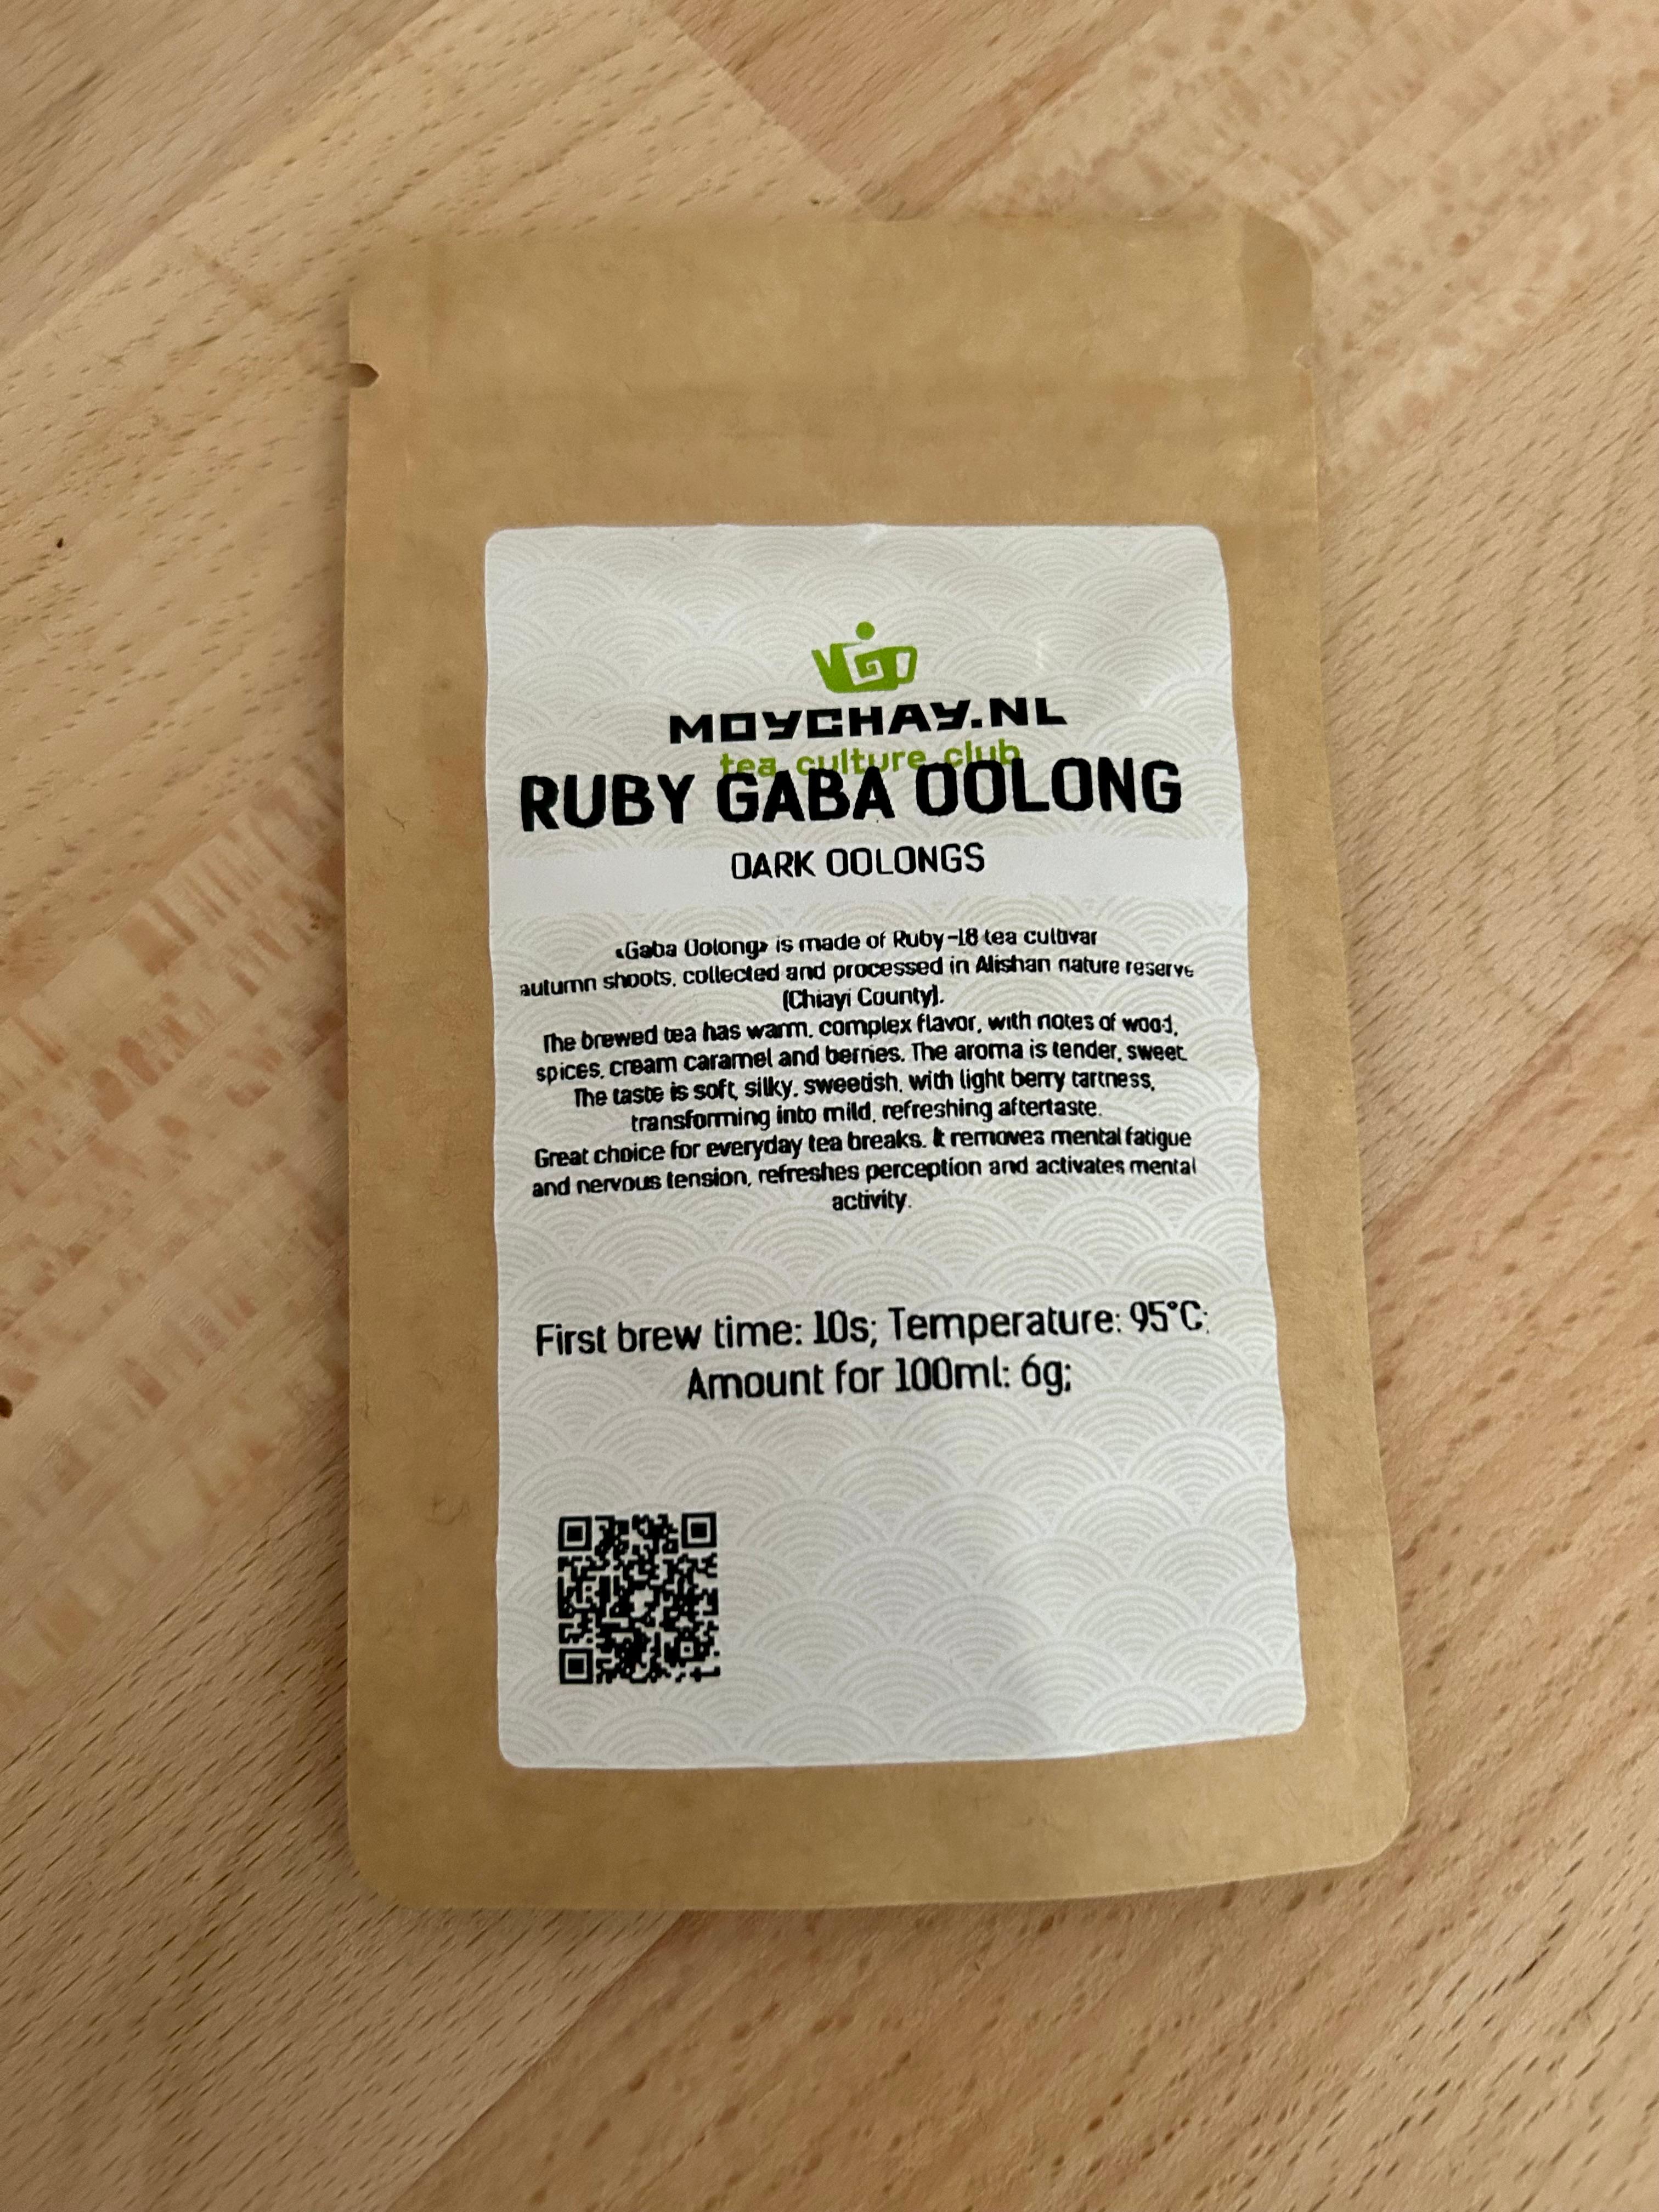 MOYCHAY.NL
tea culture club
RUBY GABA OOLONG
DARK OOLONGS
«Gaba Oolong» is made of Ruby-18 tea cultivar
autumn shoots, collected and processed in Alishan nature reserve
(Chiayi County).
The brewed tea has warm, complex flavor, with notes of wood,
spices, cream caramel and berries. The aroma is tender, sweet.
The taste is soft, silky, sweetish, with light berry tartness,
transforming into mild, refreshing aftertaste.
Great choice for everyday tea breaks. It removes mental fatigue
and nervous tension, refreshes perception and activates mental
activity.
First brew time: 10s; Temperature: 95°C;
Amount for 100ml: 6g;